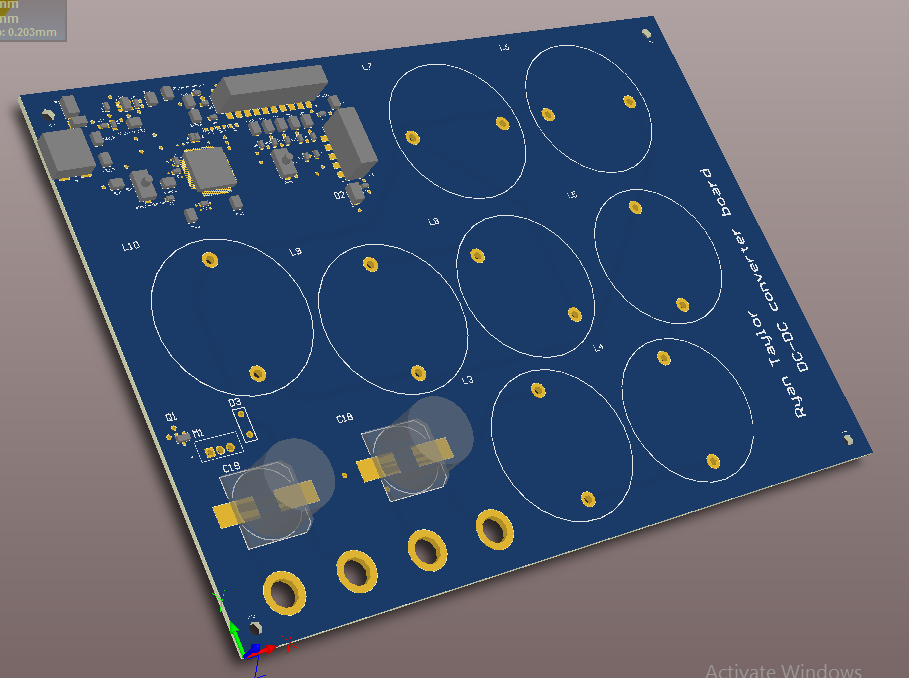 mm
mm
: 0.203mm
L7
L6
D2
L10
L9
L8
L5
DC-DC converter board
Ryan Taylor
L4
L3
Q1
M1
D3
C19
C18
Activate Windows